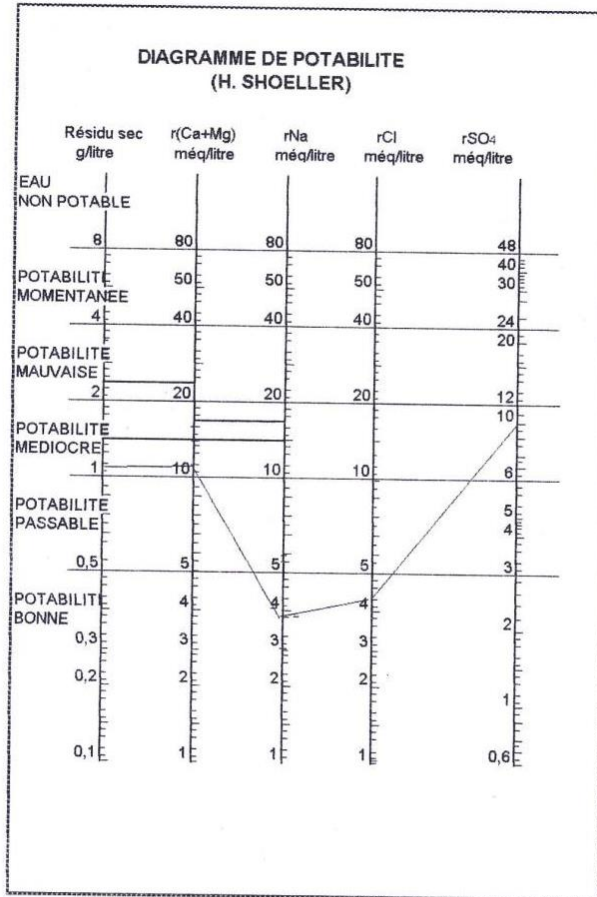 DIAGRAMME DE POTABILITE
(H. SHOELLER)
Résidu sec r(Ca+Mg) rNa rCl rSO4
g/litre méq/litre méq/litre méq/litre méq/litre
EAU
NON POTABLE
8 80 80 80 48
40
POTABILITE 50 50 50 30
MOMENTANEE
4 40 40 40 24
20
POTABILITE
MAUVAISE
2 20 20 20 12
10
POTABILITE
MEDIOCRE
1 10 10 10 6
POTABILITE
PASSABLE
5
4
0,5 5 5 5 3
POTABILITE 4 4 4
BONNE
2
0,3 3 3 3
0,2 2 2 2
1
0,1 1 1 1 0,6